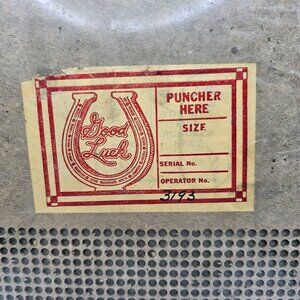 Good
Luck
PUNCHER
HERE
SIZE
SERIAL No.
OPERATOR No.
3193